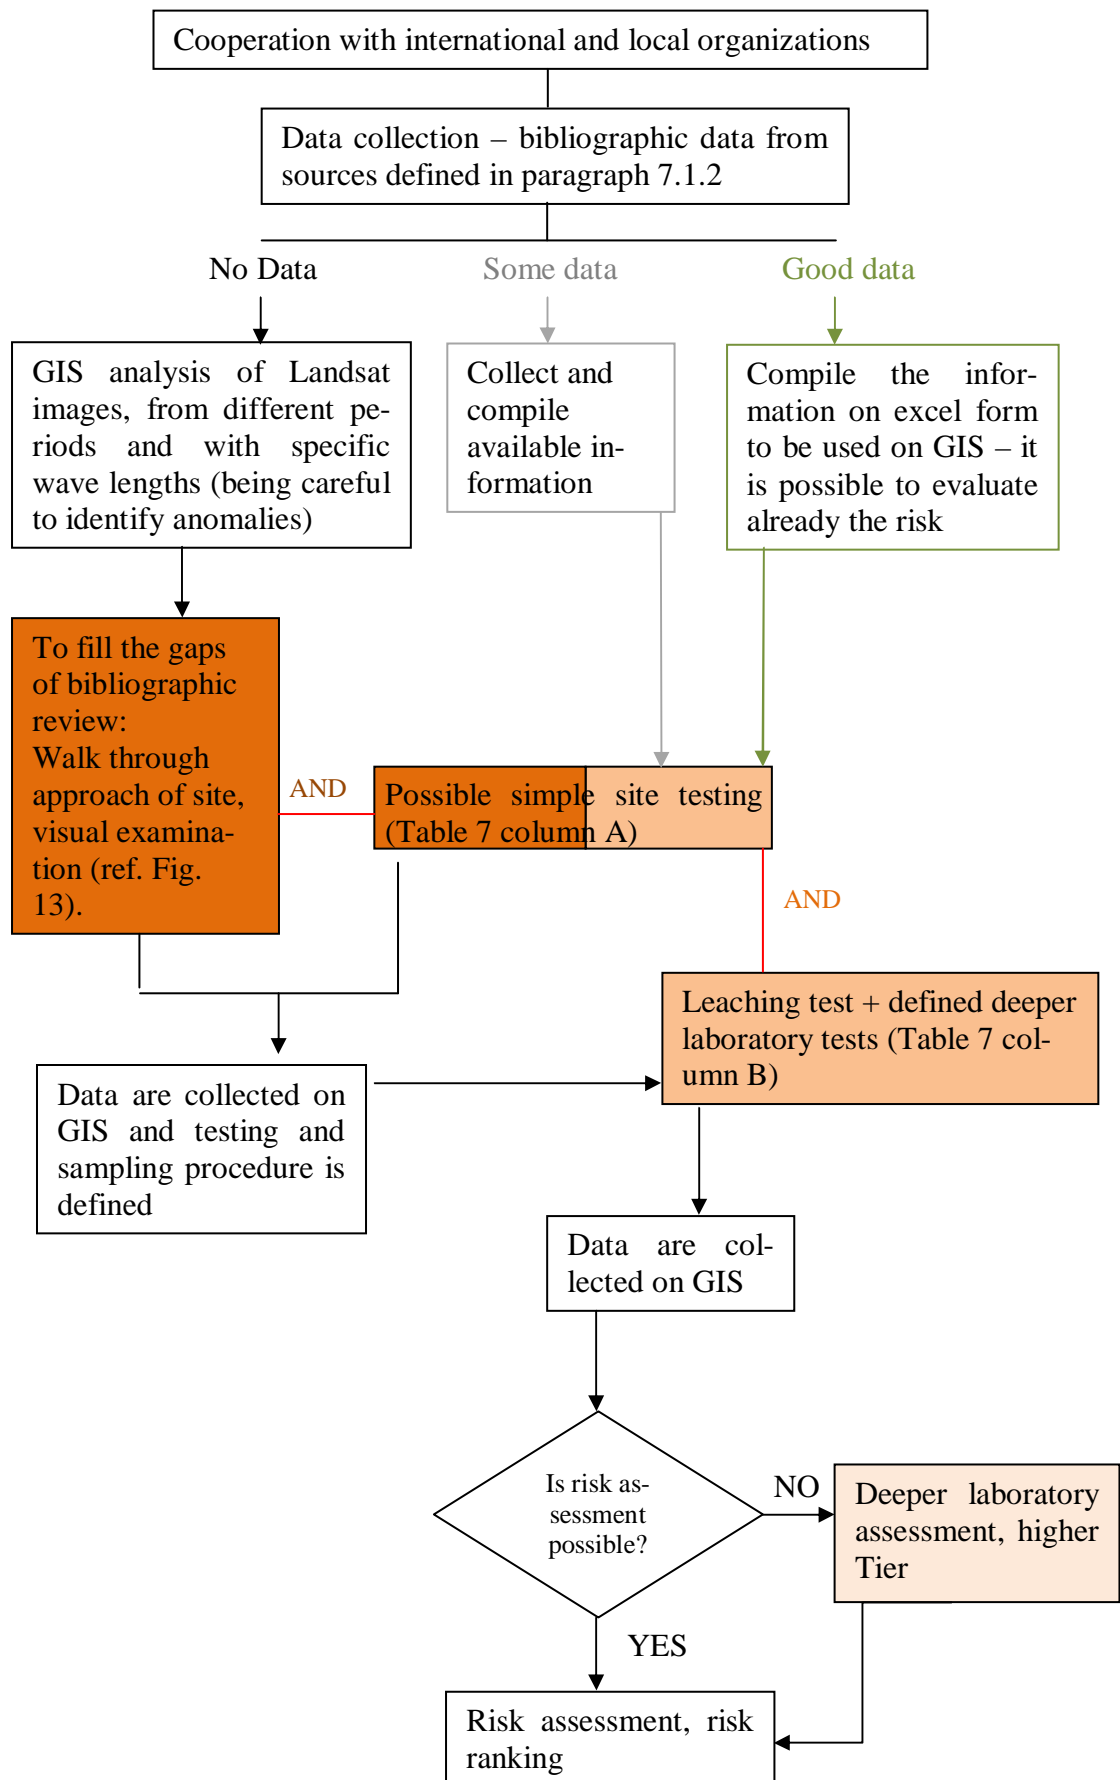 Cooperation with international and local organizations
Data collection – bibliographic data from
sources defined in paragraph 7.1.2
No Data
Some data
Good data
GIS analysis of Landsat
images, from different pe-
riods and with specific
wave lengths (being careful
to identify anomalies)
Collect and
compile
available in-
formation
Compile the infor-
mation on excel form
to be used on GIS – it
is possible to evaluate
already the risk
To fill the gaps
of bibliographic
review:
Walk through
approach of site,
visual examina-
tion (ref. Fig.
13).
AND
Possible simple site testing
(Table 7 column A)
AND
Leaching test + defined deeper
laboratory tests (Table 7 col-
umn B)
Data are collected on
GIS and testing and
sampling procedure is
defined
Data are col-
lected on GIS
Is risk as-
sessment
possible?
NO
Deeper laboratory
assessment, higher
Tier
YES
Risk assessment, risk
ranking